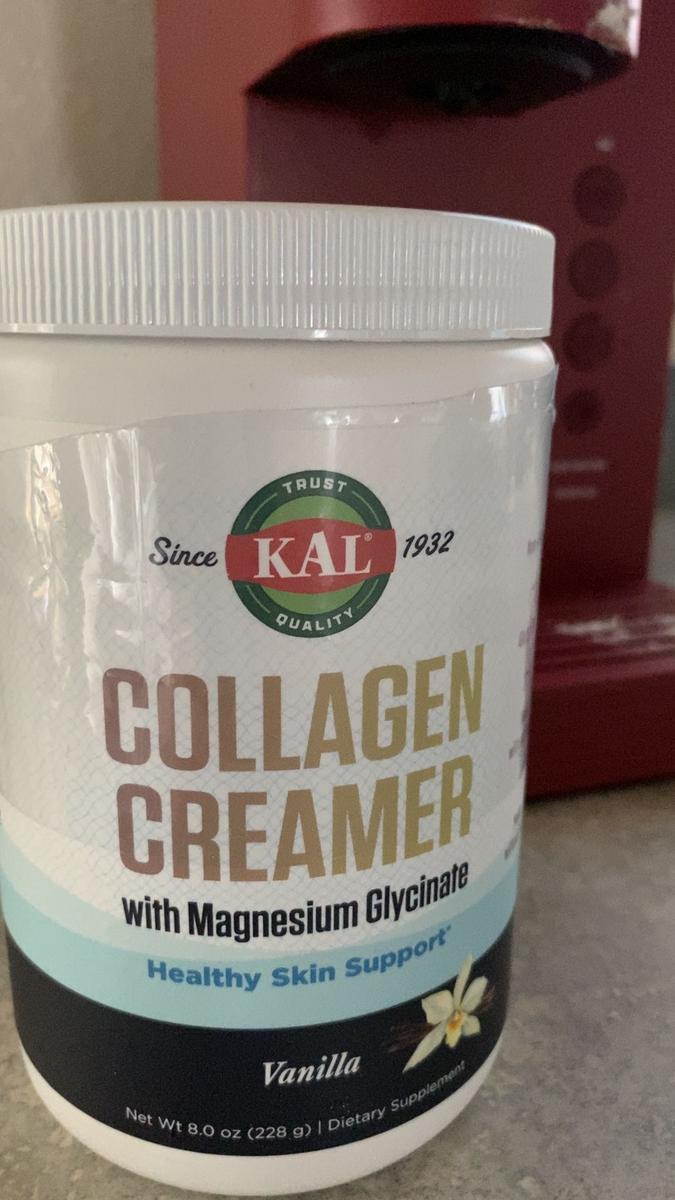 TRUST
Since KAL® 1932
QUALITY
COLLAGEN
CREAMER
with Magnesium Glycinate
Healthy Skin Support*
Vanilla
Net Wt 8.0 oz (228 g) | Dietary Supplement